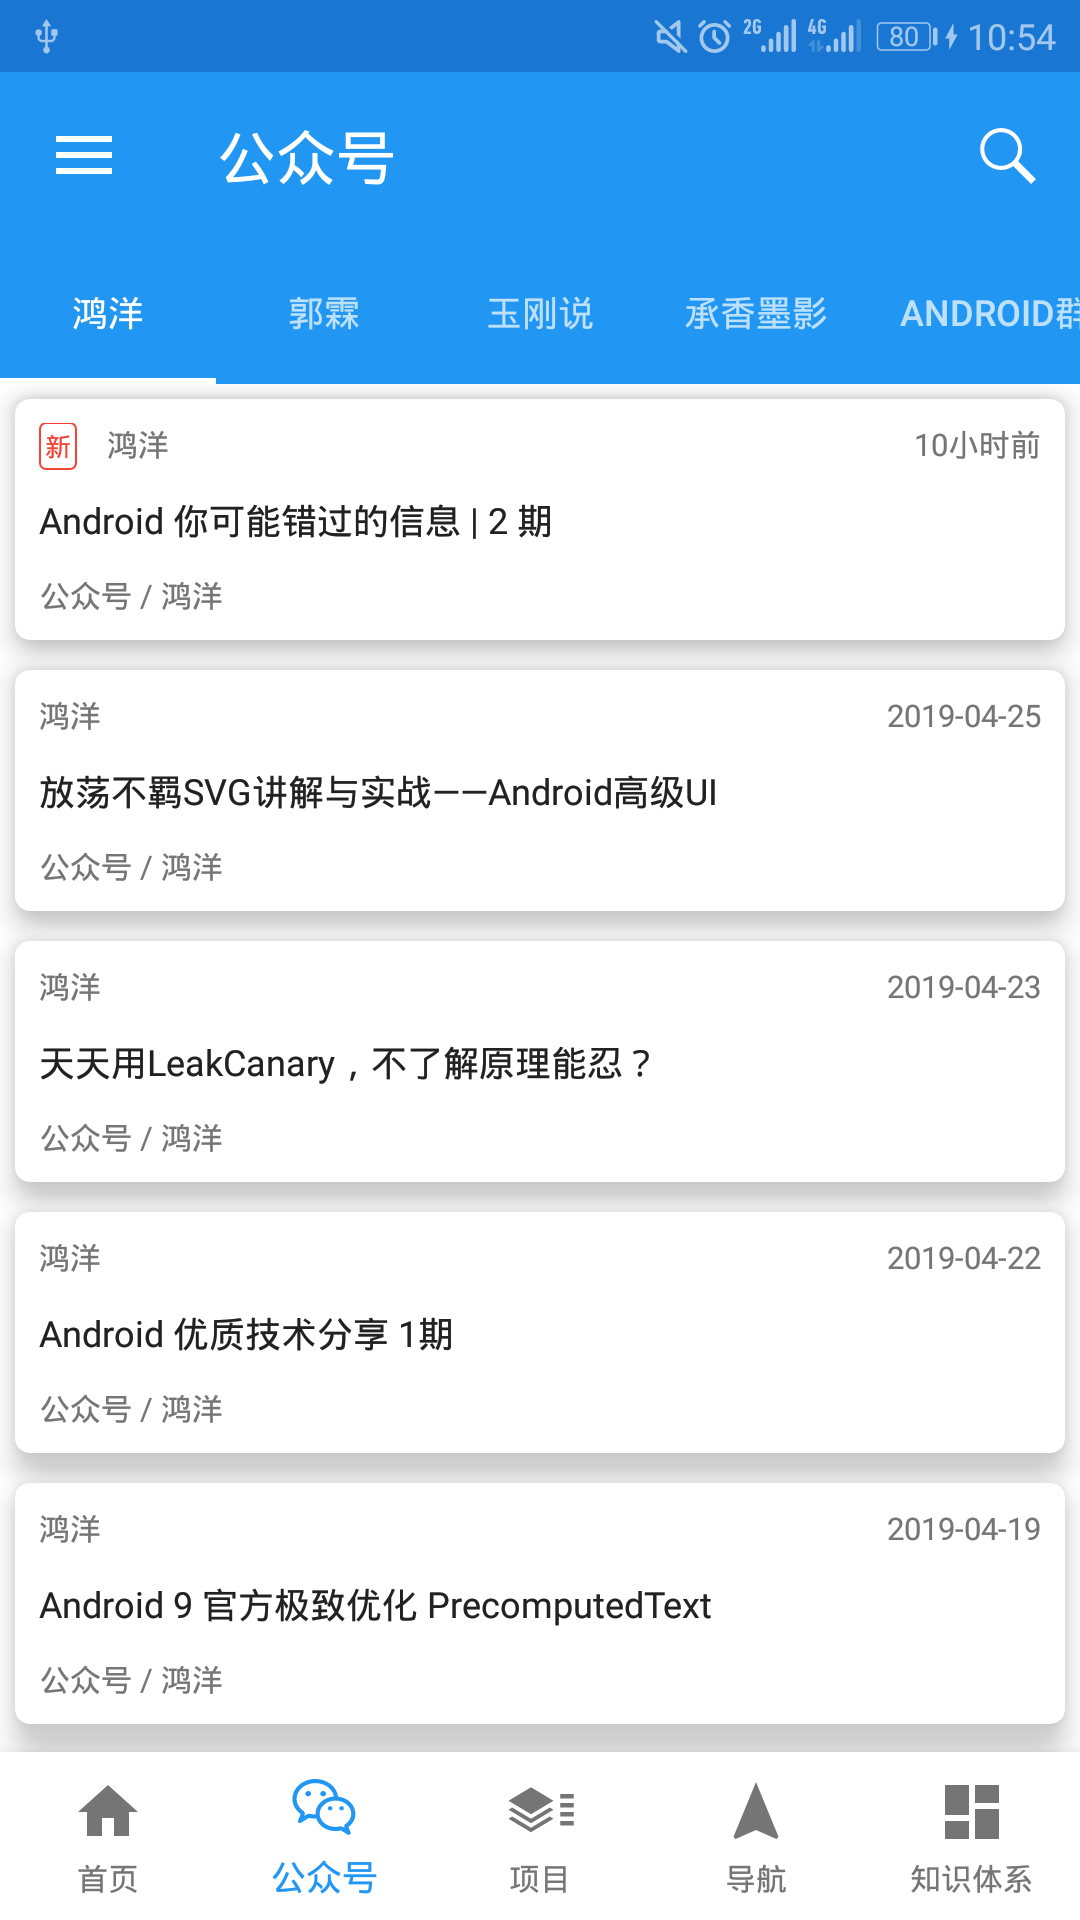 2G 4G 80 10:54
公众号
鸿洋 郭霖 玉刚说 承香墨影 ANDROID群
新 鸿洋 10小时前
Android 你可能错过的信息 | 2 期
公众号 / 鸿洋
鸿洋 2019-04-25
放荡不羁SVG讲解与实战——Android高级UI
公众号 / 鸿洋
鸿洋 2019-04-23
天天用LeakCanary，不了解原理能忍？
公众号 / 鸿洋
鸿洋 2019-04-22
Android 优质技术分享 1期
公众号 / 鸿洋
鸿洋 2019-04-19
Android 9 官方极致优化 PrecomputedText
公众号 / 鸿洋
首页 公众号 项目 导航 知识体系